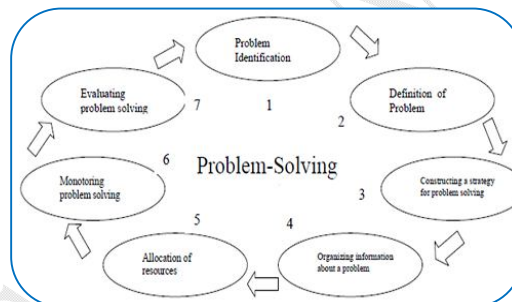 Problem
Identification
1
Definition of
Problem
2
Constructing a strategy
for problem solving
3
Organizing information
about a problem
4
Allocation of
resources
5
Monotoring
problem solving
6
Evaluating
problem solving
7
Problem-Solving